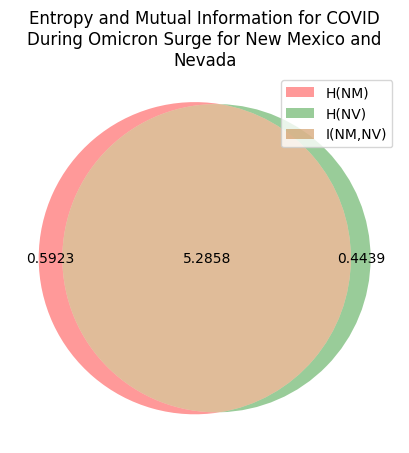 Entropy and Mutual Information for COVID
During Omicron Surge for New Mexico and
Nevada
H(NM)
H(NV)
I(NM,NV)
0.5923
5.2858
0.4439